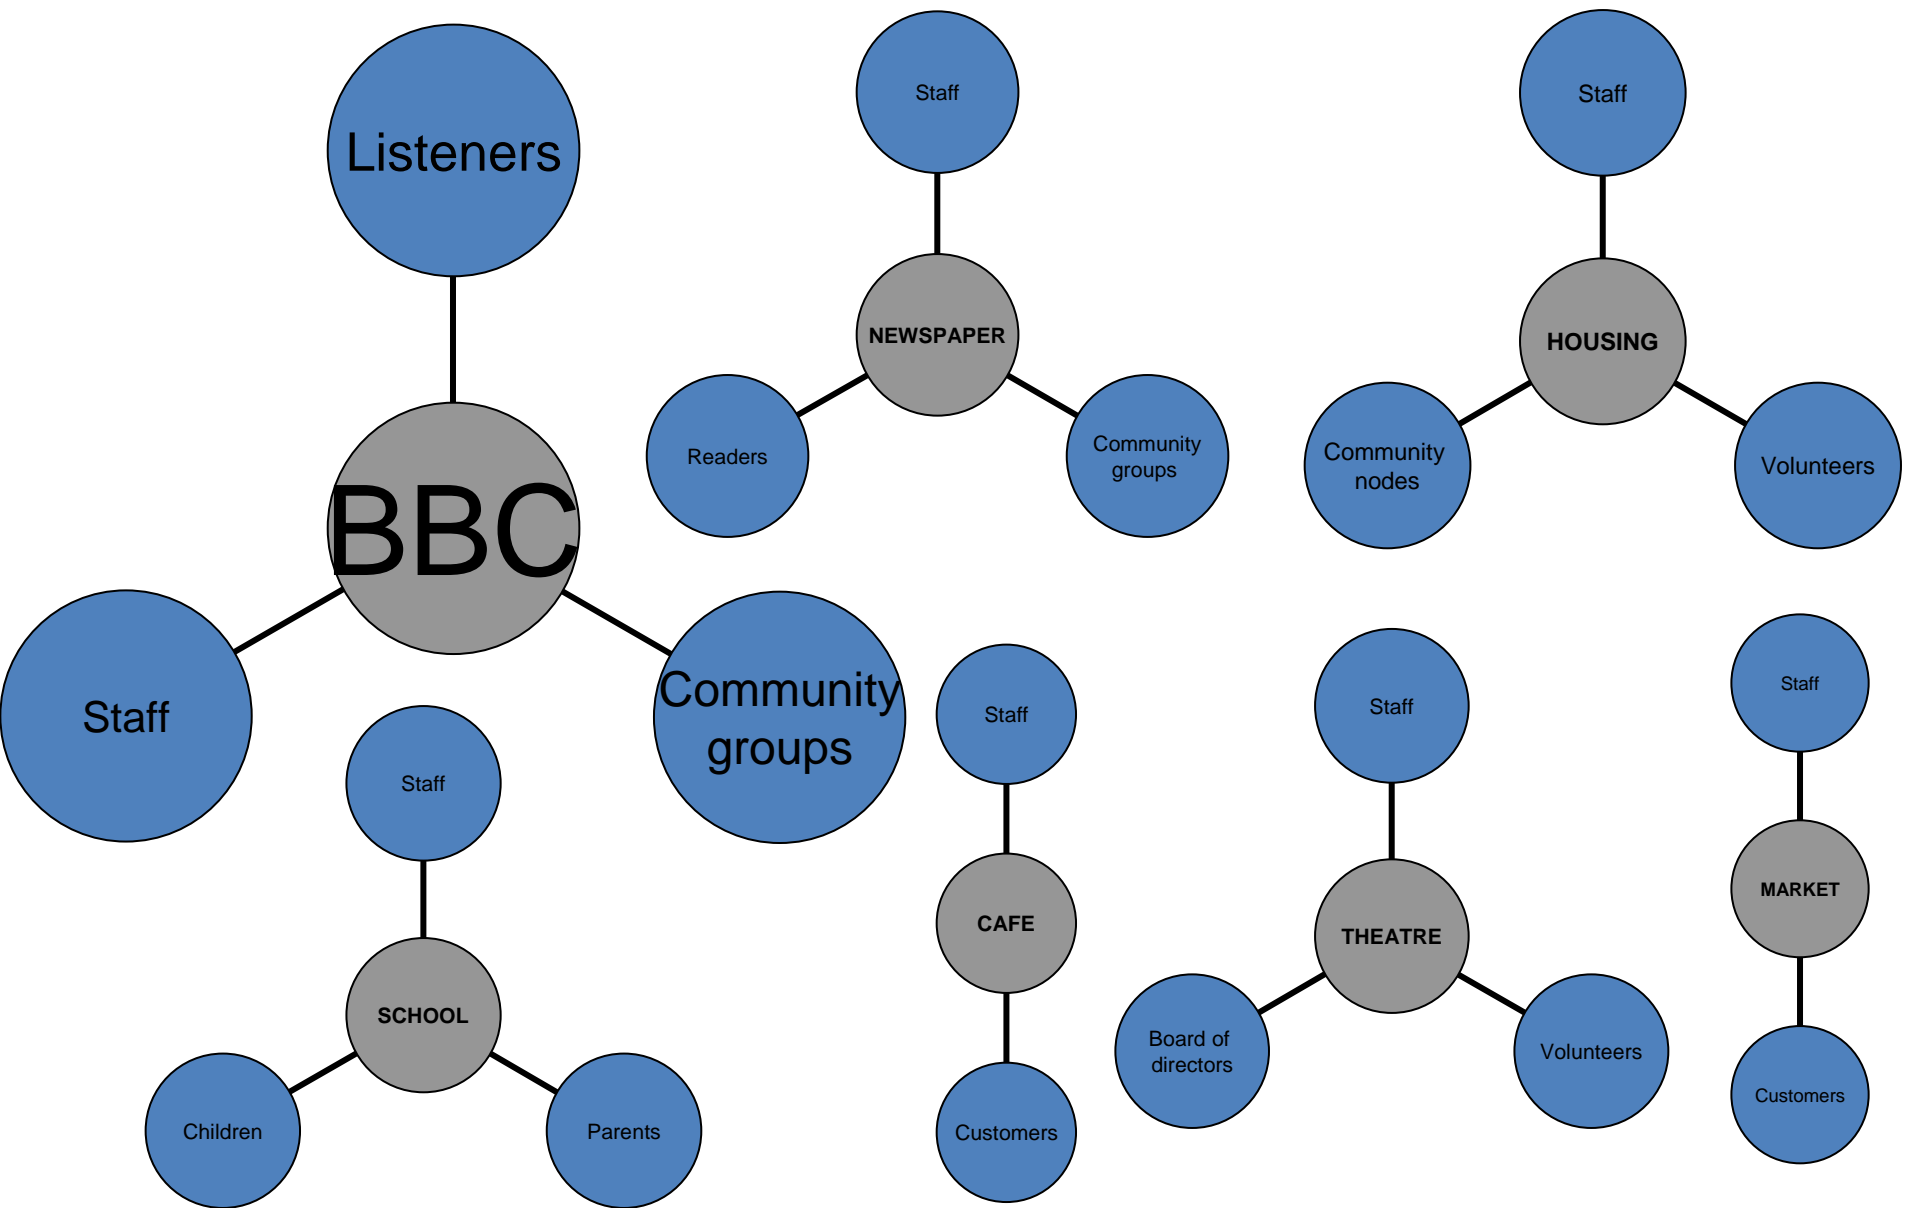 Listeners
BBC
Staff
Community
groups
Staff
NEWSPAPER
Readers
Community
groups
Staff
HOUSING
Community
nodes
Volunteers
Staff
SCHOOL
Children
Parents
Staff
CAFE
Customers
Staff
THEATRE
Board of
directors
Volunteers
Staff
MARKET
Customers